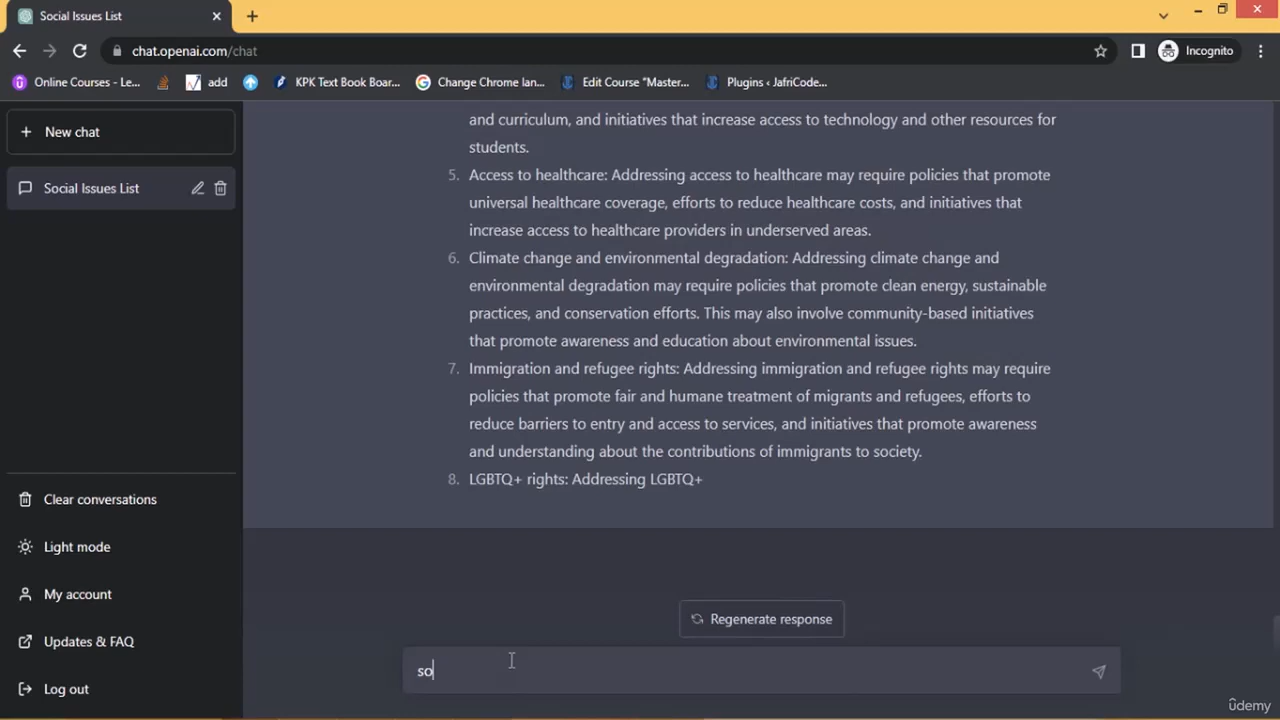 Social Issues List
chat.openai.com/chat
Incognito
Online Courses - Le...
add
KPK Text Book Boar...
Change Chrome lan...
Edit Course "Master...
Plugins ‹ JafriCode...
New chat
Social Issues List
Clear conversations
Light mode
My account
Updates & FAQ
Log out
and curriculum, and initiatives that increase access to technology and other resources for
students.
5. Access to healthcare: Addressing access to healthcare may require policies that promote
universal healthcare coverage, efforts to reduce healthcare costs, and initiatives that
increase access to healthcare providers in underserved areas.
6. Climate change and environmental degradation: Addressing climate change and
environmental degradation may require policies that promote clean energy, sustainable
practices, and conservation efforts. This may also involve community-based initiatives
that promote awareness and education about environmental issues.
7. Immigration and refugee rights: Addressing immigration and refugee rights may require
policies that promote fair and humane treatment of migrants and refugees, efforts to
reduce barriers to entry and access to services, and initiatives that promote awareness
and understanding about the contributions of immigrants to society.
8. LGBTQ+ rights: Addressing LGBTQ+
Regenerate response
so
ûdemy